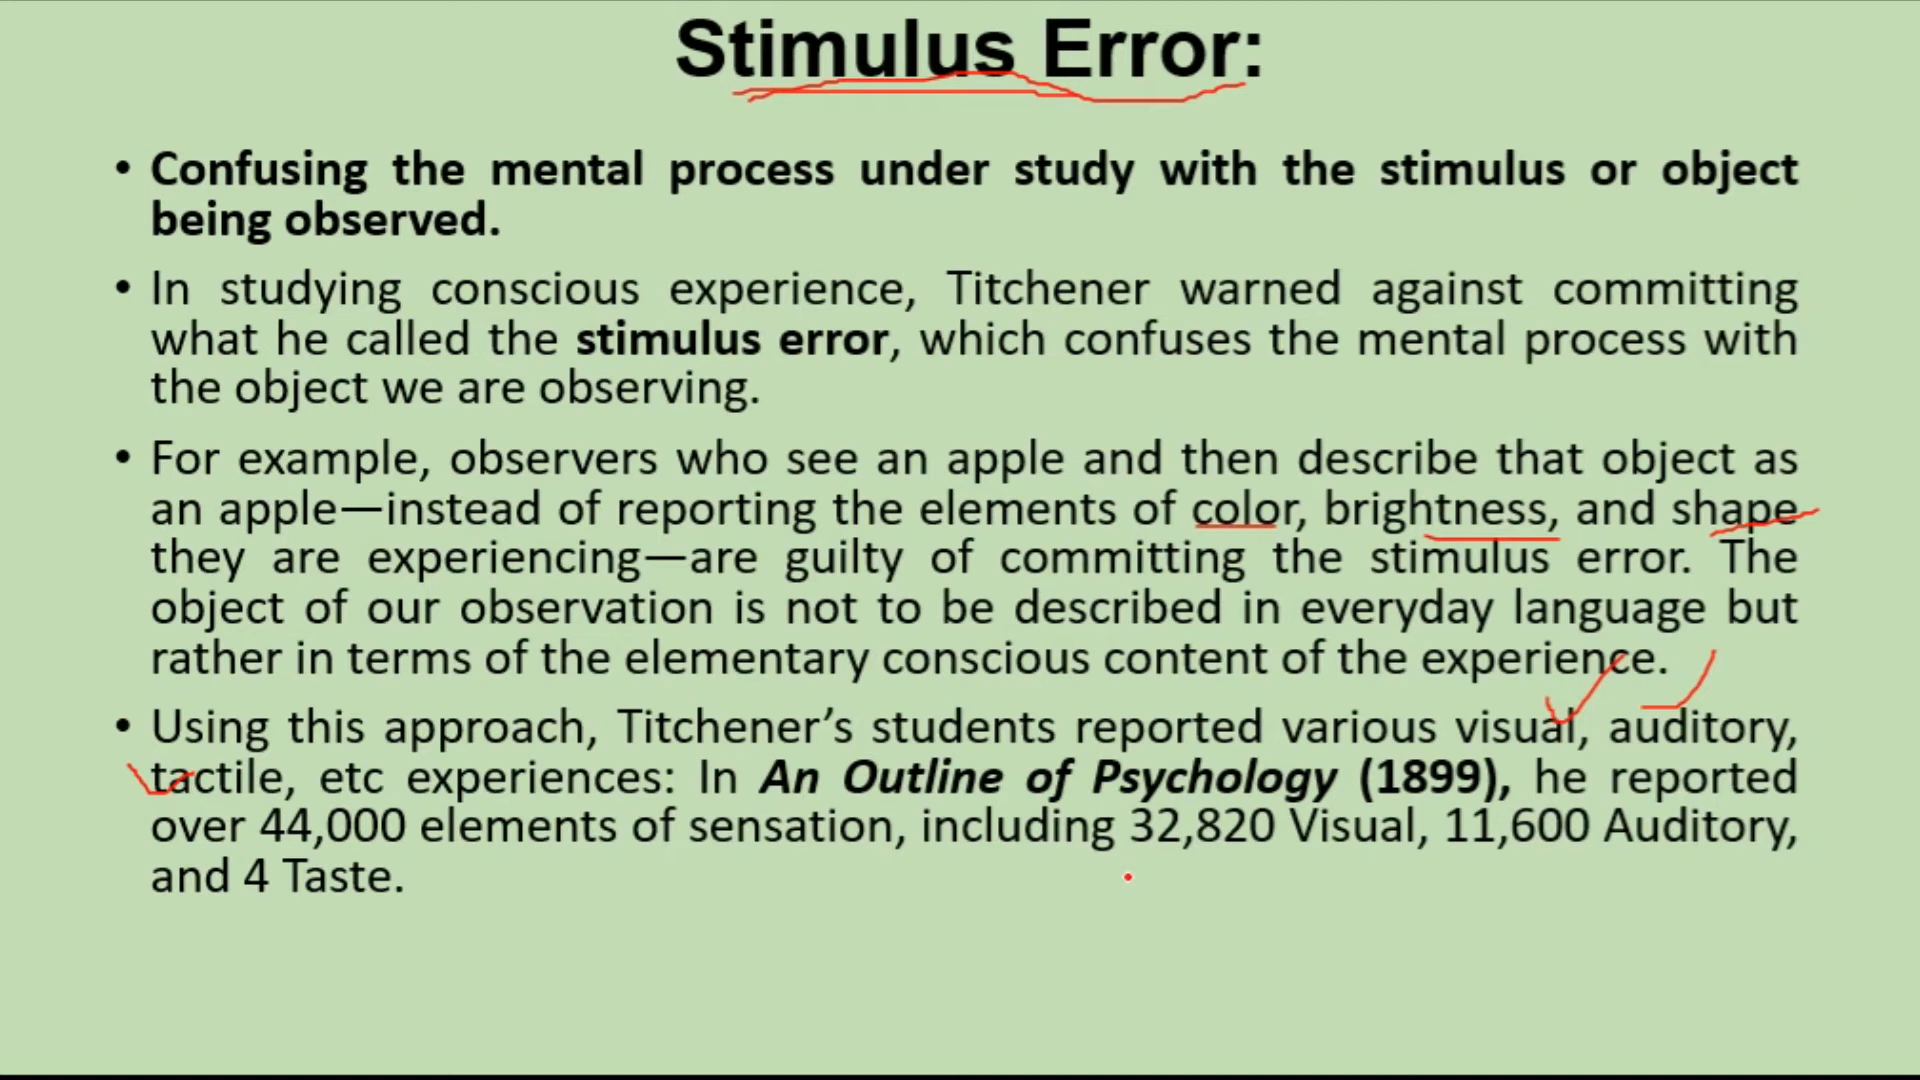 Stimulus Error:
• Confusing the mental process under study with the stimulus or object
being observed.
• In studying conscious experience, Titchener warned against committing
what he called the stimulus error, which confuses the mental process with
the object we are observing.
• For example, observers who see an apple and then describe that object as
an apple—instead of reporting the elements of color, brightness, and shape
they are experiencing—are guilty of committing the stimulus error. The
object of our observation is not to be described in everyday language but
rather in terms of the elementary conscious content of the experience.
• Using this approach, Titchener’s students reported various visual, auditory,
tactile, etc experiences: In An Outline of Psychology (1899), he reported
over 44,000 elements of sensation, including 32,820 Visual, 11,600 Auditory,
and 4 Taste.